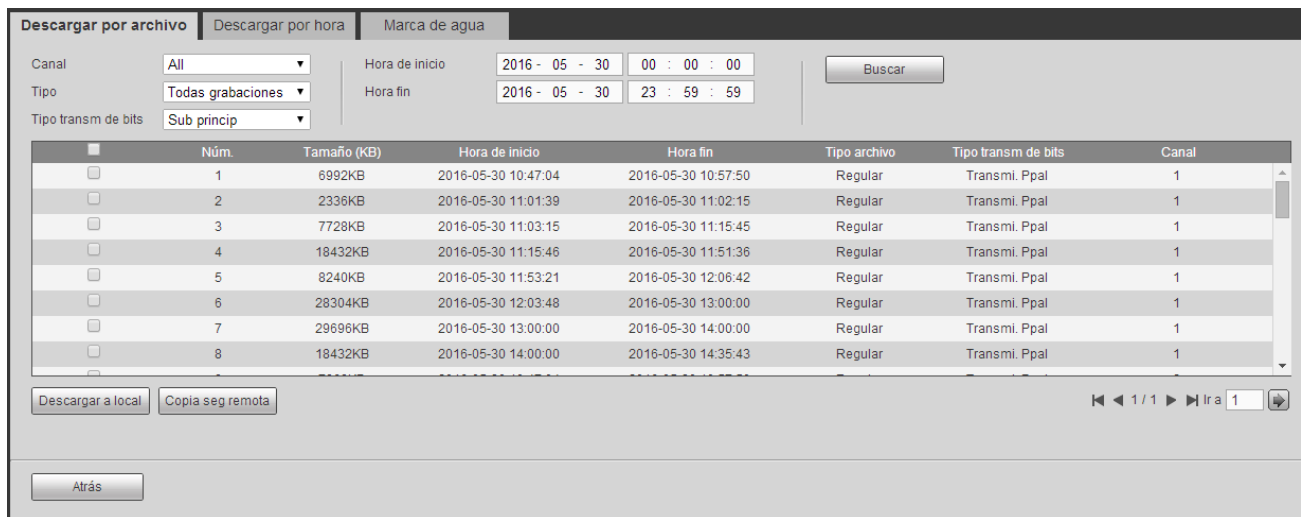 Descargar por archivo Descargar por hora Marca de agua
Canal All Hora de inicio 2016 - 05 - 30 00 : 00 : 00 Buscar
Tipo Todas grabaciones Hora fin 2016 - 05 - 30 23 : 59 : 59
Tipo transm de bits Sub princip
Núm. Tamaño (KB) Hora de inicio Hora fin Tipo archivo Tipo transm de bits Canal
1 6992KB 2016-05-30 10:47:04 2016-05-30 10:57:50 Regular Transmi. Ppal 1
2 2336KB 2016-05-30 11:01:39 2016-05-30 11:02:15 Regular Transmi. Ppal 1
3 7728KB 2016-05-30 11:03:15 2016-05-30 11:15:45 Regular Transmi. Ppal 1
4 18432KB 2016-05-30 11:15:46 2016-05-30 11:51:36 Regular Transmi. Ppal 1
5 8240KB 2016-05-30 11:53:21 2016-05-30 12:06:42 Regular Transmi. Ppal 1
6 28304KB 2016-05-30 12:03:48 2016-05-30 13:00:00 Regular Transmi. Ppal 1
7 29696KB 2016-05-30 13:00:00 2016-05-30 14:00:00 Regular Transmi. Ppal 1
8 18432KB 2016-05-30 14:00:00 2016-05-30 14:35:43 Regular Transmi. Ppal 1
Descargar a local Copia seg remota 1 / 1 Ir a 1
Atrás